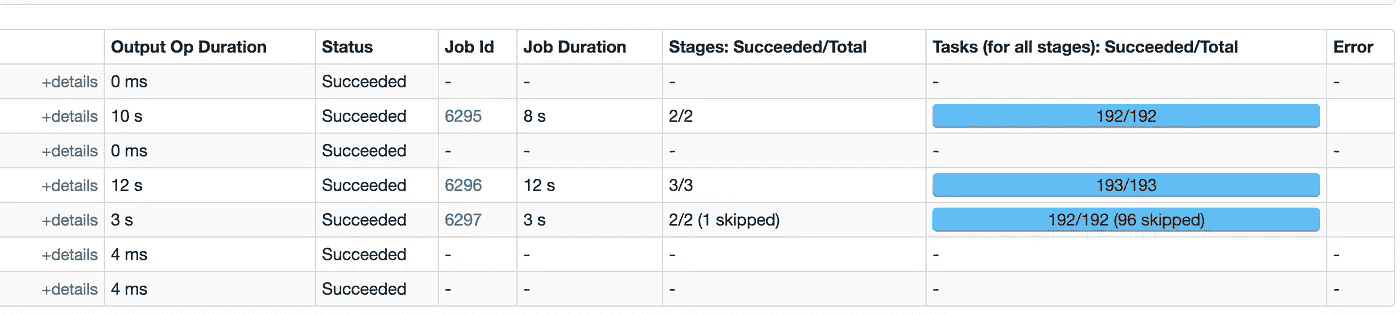 Output Op Duration Status Job Id Job Duration Stages: Succeeded/Total Tasks (for all stages): Succeeded/Total Error
+details 0 ms Succeeded - - - - -
+details 10 s Succeeded 6295 8 s 2/2 192/192
+details 0 ms Succeeded - - - - -
+details 12 s Succeeded 6296 12 s 3/3 193/193
+details 3 s Succeeded 6297 3 s 2/2 (1 skipped) 192/192 (96 skipped)
+details 4 ms Succeeded - - - - -
+details 4 ms Succeeded - - - - -